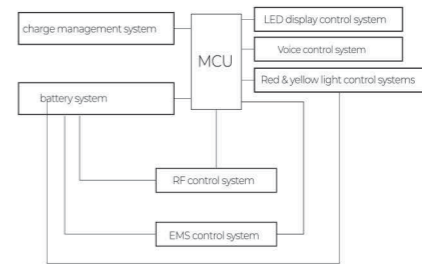 charge management system
battery system
MCU
LED display control system
Voice control system
Red & yellow light control systems
RF control system
EMS control system